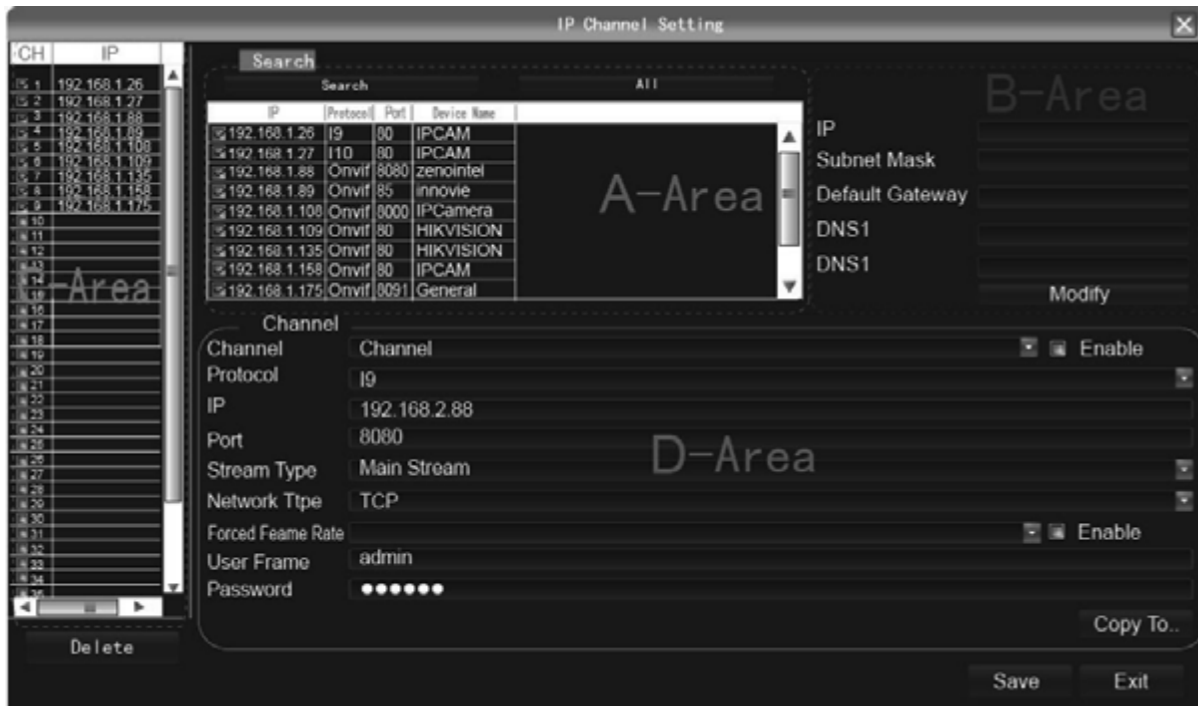 IP Channel Setting
CH IP
1 192.168.1.26
2 192.168.1.27
3 192.168.1.88
4 192.168.1.89
5 192.168.1.108
6 192.168.1.109
7 192.168.1.135
8 192.168.1.158
9 192.168.1.175
10
11
12
13
14
15
16
17
18
19
20
21
22
23
24
25
26
27
28
29
30
31
32
33
34
-Area
Delete
Search
Search All
IP Protocol Port Device Name
192.168.1.26 I9 80 IPCAM
192.168.1.27 I10 80 IPCAM
192.168.1.88 Onvif 8080 zenointel
192.168.1.89 Onvif 85 innovie
192.168.1.108 Onvif 8000 IPCamera
192.168.1.109 Onvif 80 HIKVISION
192.168.1.135 Onvif 80 HIKVISION
192.168.1.158 Onvif 80 IPCAM
192.168.1.175 Onvif 8091 General
A-Area
B-Area
IP
Subnet Mask
Default Gateway
DNS1
DNS1
Modify
Channel
Channel Channel Enable
Protocol I9
IP 192.168.2.88
Port 8080
D-Area
Stream Type Main Stream
Network Ttpe TCP
Forced Feame Rate Enable
User Frame admin
Password ●●●●●●
Copy To..
Save Exit